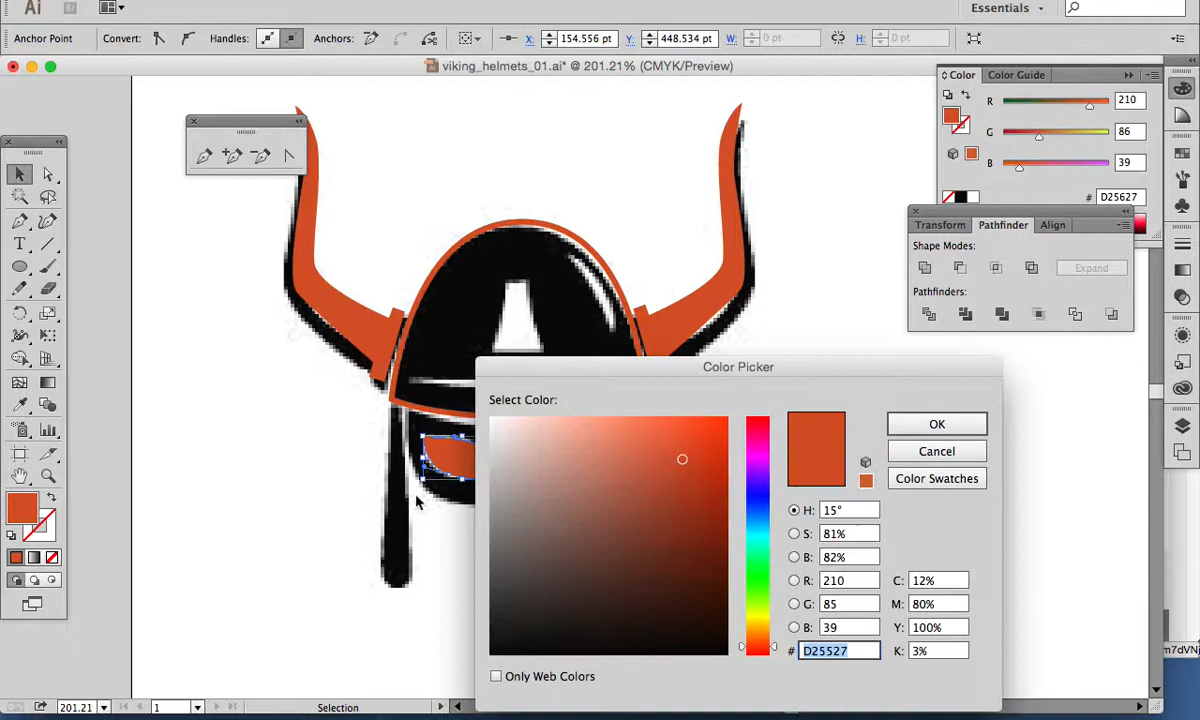 Ai Br Essentials
Anchor Point Convert: Handles: Anchors: X: 154.556 pt Y: 448.534 pt W: 0 pt H: 0 pt
viking_helmets_01.ai* @ 201.21% (CMYK/Preview)
Color Color Guide
R 210
G 86
B 39
# D25627
Transform Pathfinder Align
Shape Modes:
Expand
Pathfinders:
Color Picker
Select Color:
OK
Cancel
Color Swatches
H: 15°
S: 81%
B: 82%
R: 210 C: 12%
G: 85 M: 80%
B: 39 Y: 100%
# D25527 K: 3%
Only Web Colors
m7dVNj
201.21 1 Selection